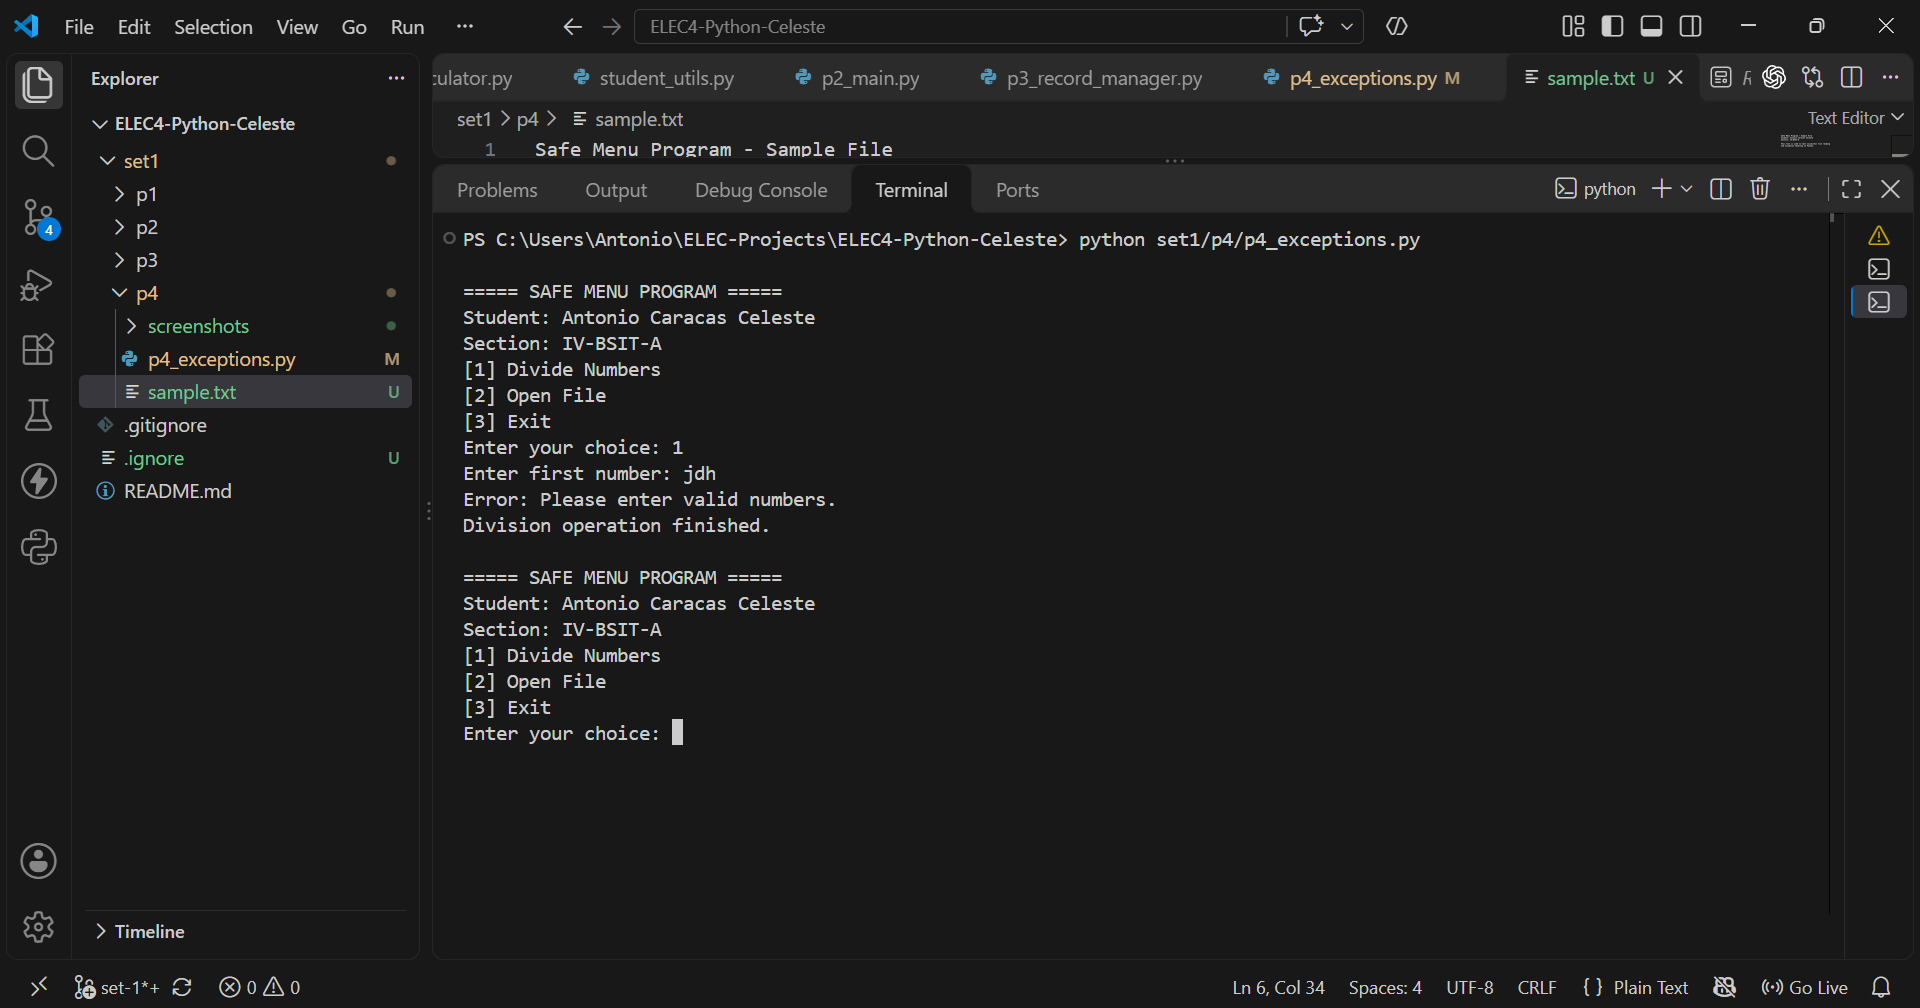 File Edit Selection View Go Run
ELEC4-Python-Celeste
Explorer
culator.py student_utils.py p2_main.py p3_record_manager.py p4_exceptions.py M sample.txt U
set1 > p4 > sample.txt
Text Editor
1 Safe Menu Program - Sample File
ELEC4-Python-Celeste
set1
p1
p2
p3
p4
screenshots
p4_exceptions.py M
sample.txt U
.gitignore
.ignore U
README.md
Timeline
4
Problems Output Debug Console Terminal Ports
python
PS C:\Users\Antonio\ELEC-Projects\ELEC4-Python-Celeste> python set1/p4/p4_exceptions.py
===== SAFE MENU PROGRAM =====
Student: Antonio Caracas Celeste
Section: IV-BSIT-A
[1] Divide Numbers
[2] Open File
[3] Exit
Enter your choice: 1
Enter first number: jdh
Error: Please enter valid numbers.
Division operation finished.
===== SAFE MENU PROGRAM =====
Student: Antonio Caracas Celeste
Section: IV-BSIT-A
[1] Divide Numbers
[2] Open File
[3] Exit
Enter your choice:
set-1*+ 0 0
Ln 6, Col 34 Spaces: 4 UTF-8 CRLF { } Plain Text Go Live